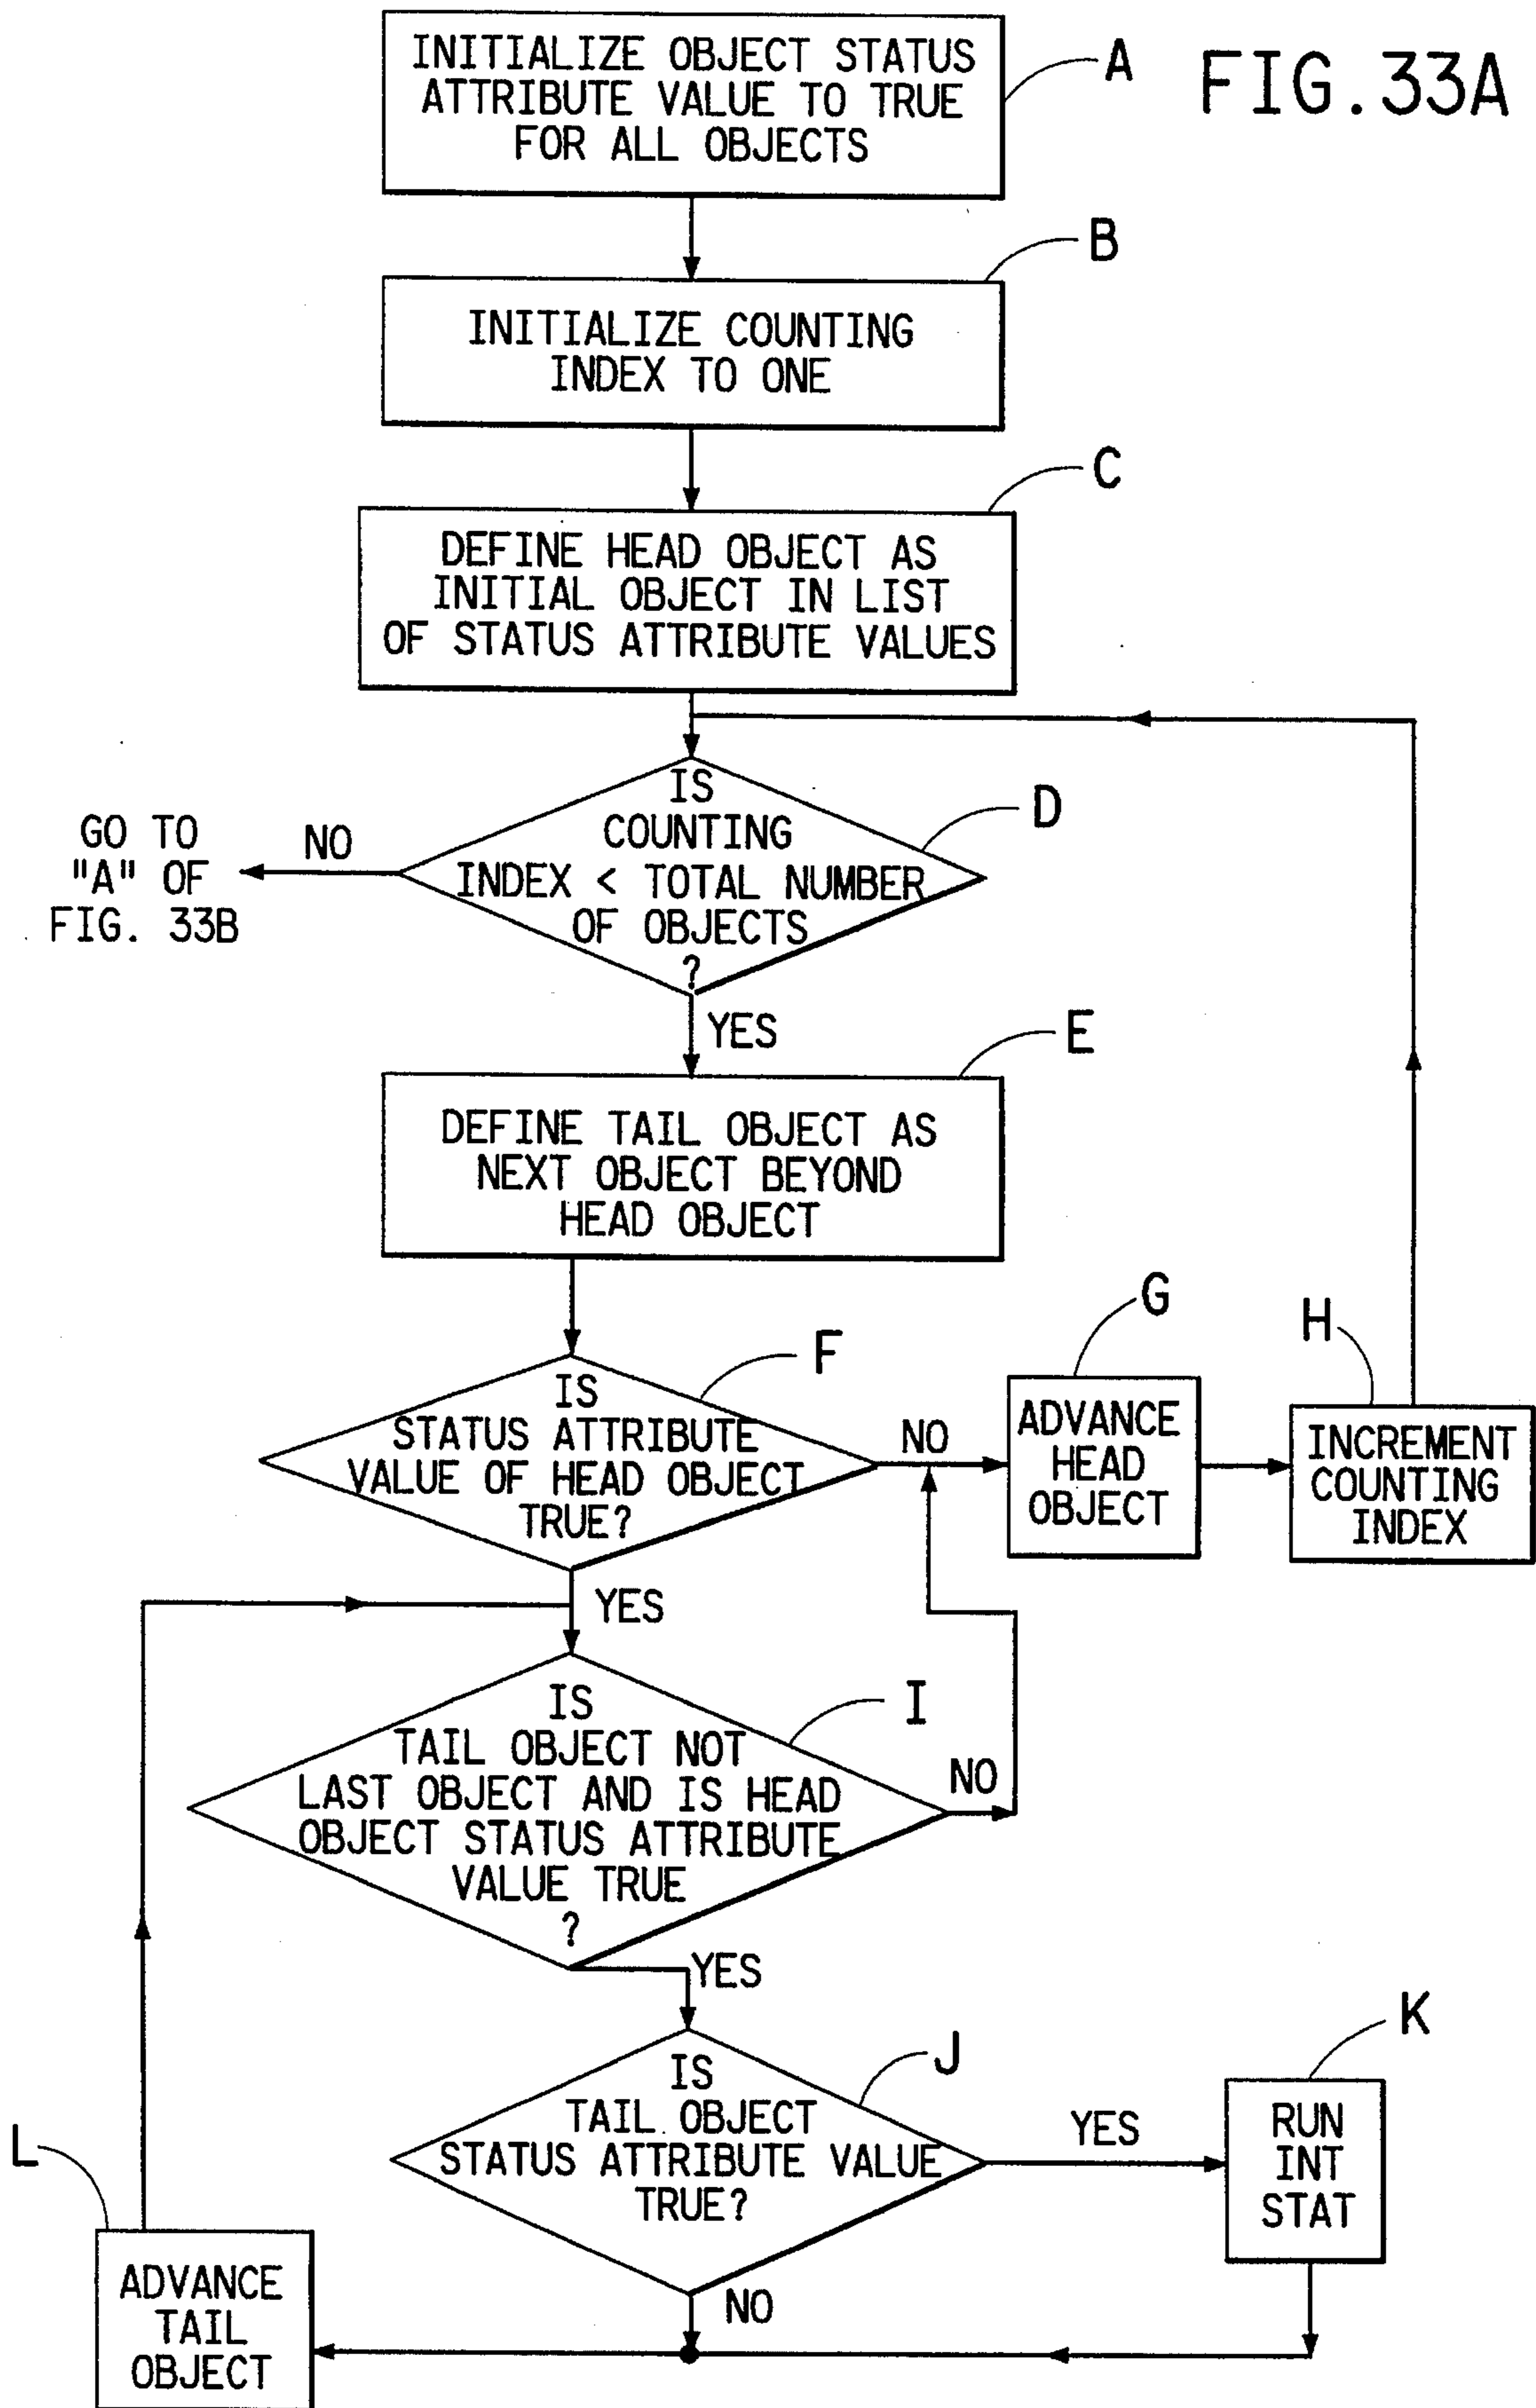 FIG.33A
INITIALIZE OBJECT STATUS
ATTRIBUTE VALUE TO TRUE
FOR ALL OBJECTS
A
INITIALIZE COUNTING
INDEX TO ONE
B
DEFINE HEAD OBJECT AS
INITIAL OBJECT IN LIST
OF STATUS ATTRIBUTE VALUES
C
IS
COUNTING
INDEX < TOTAL NUMBER
OF OBJECTS
?
D
NO
GO TO
"A" OF
FIG. 33B
YES
DEFINE TAIL OBJECT AS
NEXT OBJECT BEYOND
HEAD OBJECT
E
IS
STATUS ATTRIBUTE
VALUE OF HEAD OBJECT
TRUE?
F
NO
ADVANCE
HEAD
OBJECT
G
INCREMENT
COUNTING
INDEX
H
YES
IS
TAIL OBJECT NOT
LAST OBJECT AND IS HEAD
OBJECT STATUS ATTRIBUTE
VALUE TRUE
?
I
NO
YES
IS
TAIL OBJECT
STATUS ATTRIBUTE VALUE
TRUE?
J
YES
RUN
INT
STAT
K
NO
ADVANCE
TAIL
OBJECT
L